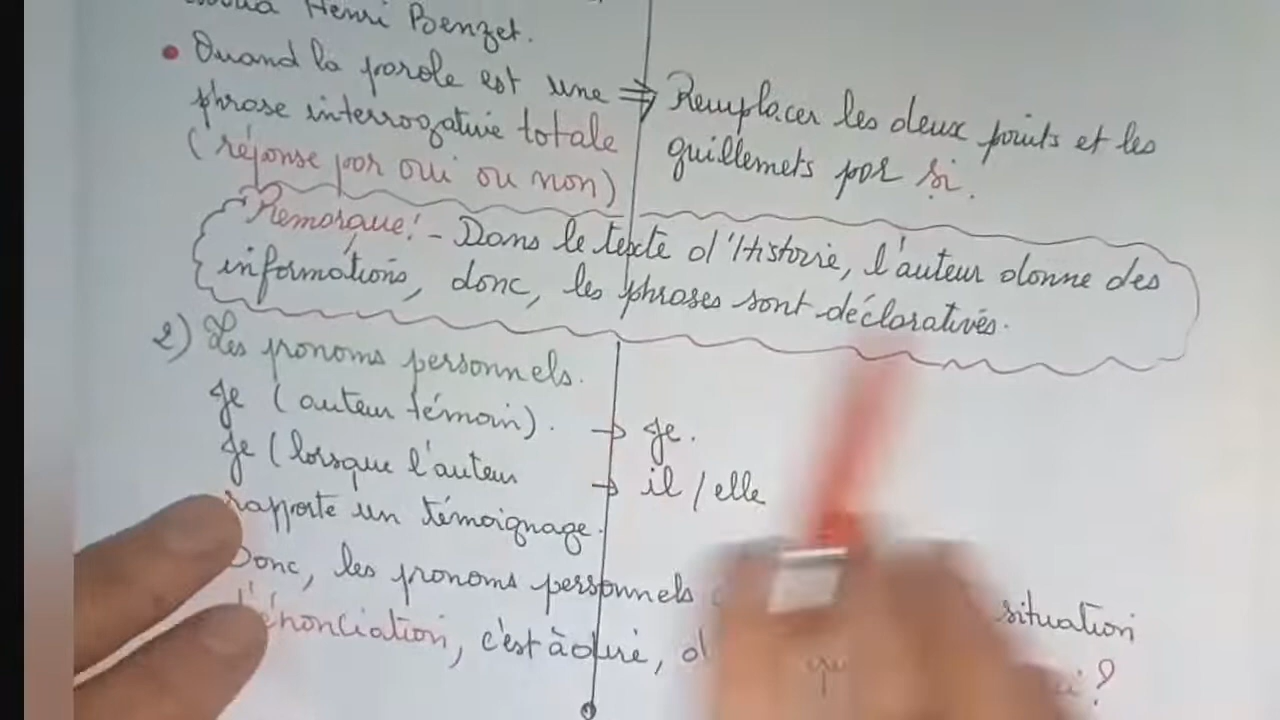 Henri Benzet.
• Quand la parole est une ⇒ Remplacer les deux points et les
phrase interrogative totale guillemets par si.
(réponse par oui ou non)
Remarque! - Dans le texte d'Histoire, l'auteur donne des
informations, donc, les phrases sont déclaratives.
2) Les pronoms personnels.
Je (auteur témoin). → Je.
Je (lorsque l'auteur → il / elle
rapporte un témoignage.
Donc, les pronoms personnels situation
d'énonciation, c'est à dire,